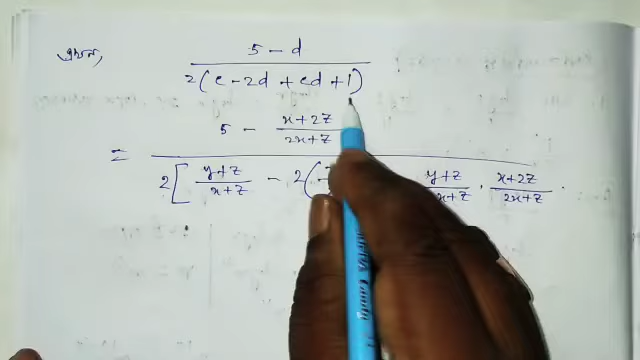 এখন,
5 - d
2(c - 2d + cd + 1)
5 - x+2z
= 2x+z
2[ y+z - 2( y+z . x+2z .
x+z x+z 2x+z